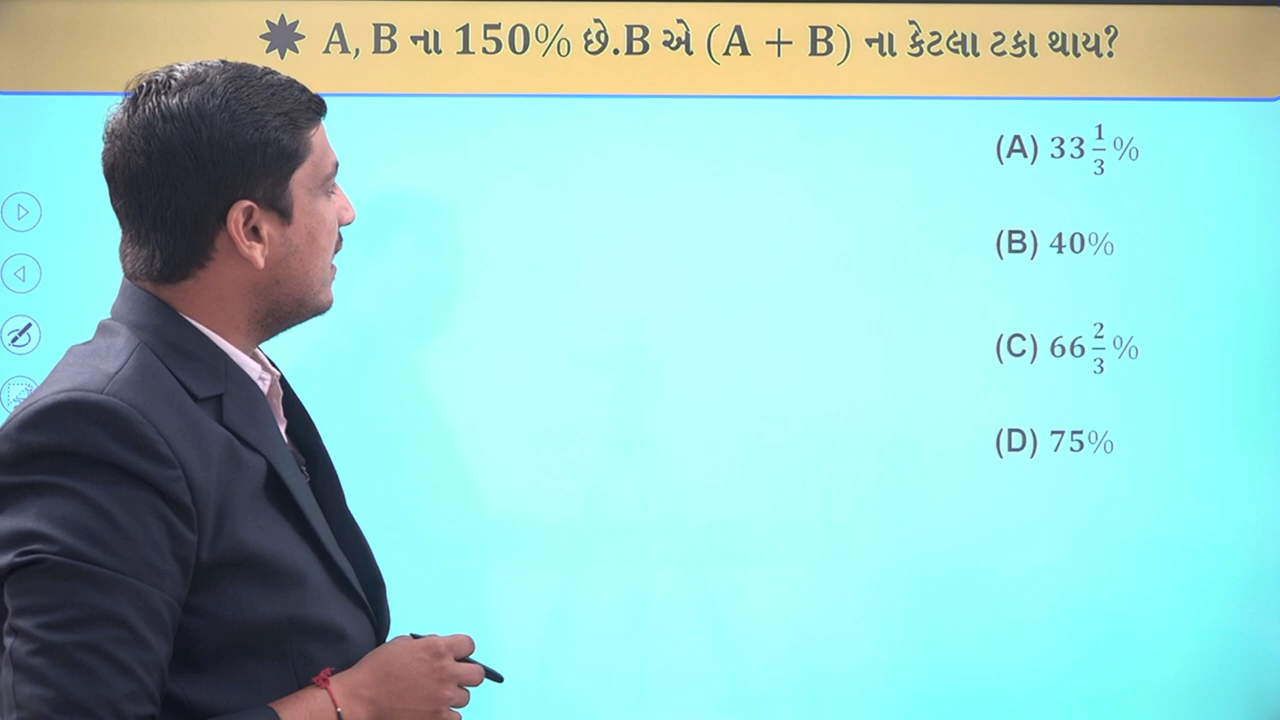 ✷ A, B ના 150% છે.B એ (A + B) ના કેટલા ટકા થાય?
(A) 33 1/3 %
(B) 40%
(C) 66 2/3 %
(D) 75%